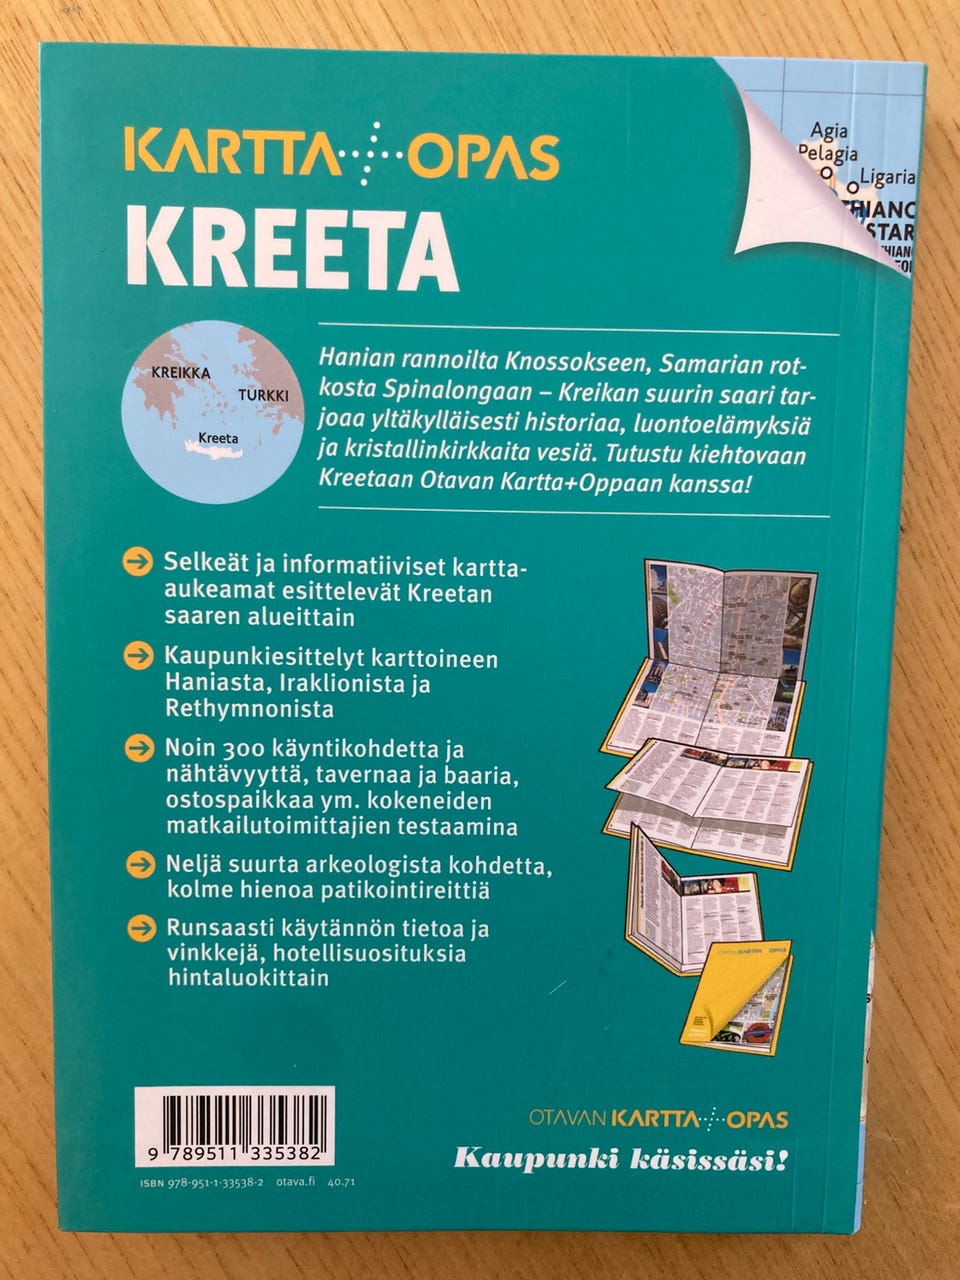 KARTTA+OPAS
KREETA
Agia
Pelagia
Ligaria
KREIKKA
TURKKI
Kreeta
Hanian rannoilta Knossokseen, Samarian rot-
kosta Spinalongaan – Kreikan suurin saari tar-
joaa yltäkylläisesti historiaa, luontoelämyksiä
ja kristallinkirkkaita vesiä. Tutustu kiehtovaan
Kreetaan Otavan Kartta+Oppaan kanssa!
Selkeät ja informatiiviset kartta-
aukeamat esittelevät Kreetan
saaren alueittain
Kaupunkiesittelyt karttoineen
Haniasta, Iraklionista ja
Rethymnonista
Noin 300 käyntikohdetta ja
nähtävyyttä, tavernaa ja baaria,
ostospaikkaa ym. kokeneiden
matkailutoimittajien testaamina
Neljä suurta arkeologista kohdetta,
kolme hienoa patikointireittiä
Runsaasti käytännön tietoa ja
vinkkejä, hotellisuosituksia
hintaluokittain
9 789511 335382
ISBN 978-951-1-33538-2 otava.fi 40.71
OTAVAN KARTTA+OPAS
Kaupunki käsissäsi!